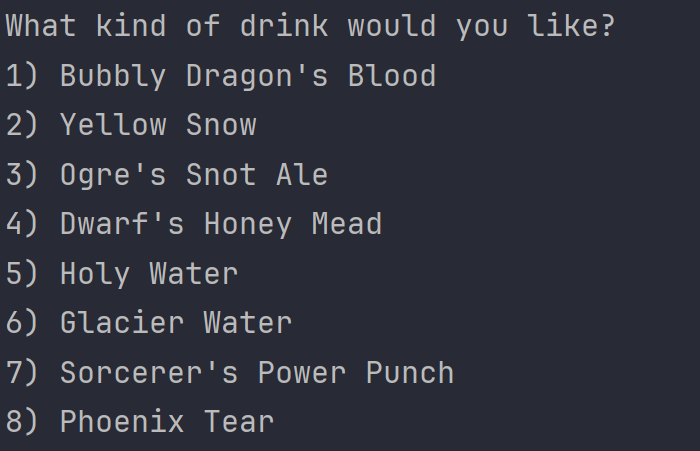 What kind of drink would you like?
1) Bubbly Dragon's Blood
2) Yellow Snow
3) Ogre's Snot Ale
4) Dwarf's Honey Mead
5) Holy Water
6) Glacier Water
7) Sorcerer's Power Punch
8) Phoenix Tear